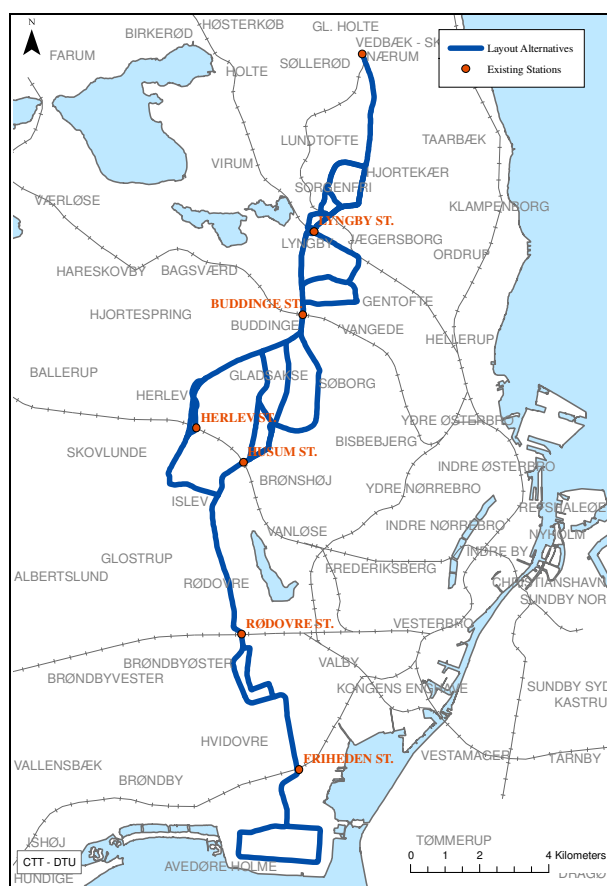 N
GL. HOLTE
HØSTERKØB
BIRKERØD
VEDBÆK - SK
NÆRUM
FARUM
SØLLERØD
HOLTE
Layout Alternatives
Existing Stations
LUNDTOFTE
TAARBÆK
VIRUM
HJORTEKÆR
SORGENFRI
VÆRLØSE
KLAMPENBORG
LYNGBY ST.
LYNGBY
JÆGERSBORG
ORDRUP
HARESKOVBY
BAGSVÆRD
BUDDINGE ST.
GENTOFTE
HJORTESPRING
BUDDINGE
VANGEDE
HELLERUP
BALLERUP
GLADSAKSE
SØBORG
HERLEV
HERLEV ST.
YDRE ØSTERBRO
BISBEBJERG
SKOVLUNDE
HUSUM ST.
INDRE ØSTERBRO
BRØNSHØJ
YDRE NØRREBRO
ISLEV
REFSHALEØE
INDRE NØRREBRO
VANLØSE
NYHOLM
INDRE BY
GLOSTRUP
FREDERIKSBERG
ALBERTSLUND
RØDOVRE
CHRISTIANSHAVN
SUNDBY NOR
RØDOVRE ST.
VESTERBRO
BRØNDBYØSTER
VALBY
BRØNDBYVESTER
KONGENS ENGHAVE
SUNDBY SYD
KASTRU
HVIDOVRE
VESTAMAGER
TÅRNBY
FRIHEDEN ST.
VALLENSBÆK
BRØNDBY
ISHØJ
TØMMERUP
CTT - DTU
AVEDØRE HOLME
0 1 2 4 Kilometers
HUNDIGE
DRAGØ